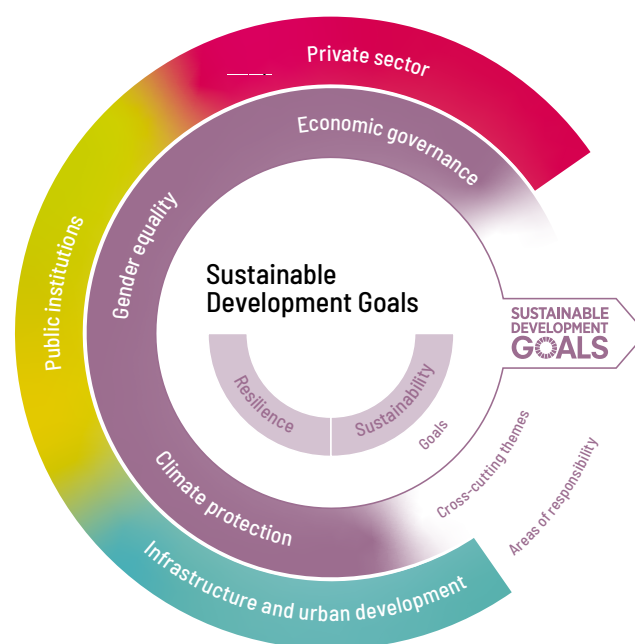 Private sector
Economic governance
Gender equality
Public institutions
Sustainable
Development Goals
SUSTAINABLE
DEVELOPMENT
GOALS
Resilience
Sustainability
Goals
Cross-cutting themes
Areas of responsibility
Climate protection
Infrastructure and urban development